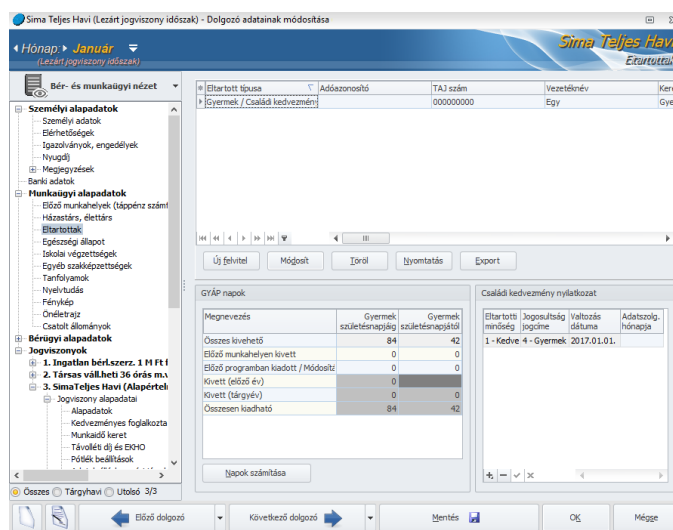 Sima Teljes Havi (Lezárt jogviszony időszak) - Dolgozó adatainak módosítása
Hónap: Január
(Lezárt jogviszony időszak)
Sima Teljes Havi
Eltartottak
Bér- és munkaügyi nézet
Személyi alapadatok
Személyi adatok
Elérhetőségek
Igazolványok, engedélyek
Nyugdíj
Megjegyzések
Banki adatok
Munkaügyi alapadatok
Előző munkahelyek (táppénz számf
Házastárs, élettárs
Eltartottak
Egészségi állapot
Iskolai végzettségek
Egyéb szakképzettségek
Tanfolyamok
Nyelvtudás
Fénykép
Önéletrajz
Csatolt állományok
Bérügyi alapadatok
Jogviszonyok
1. Ingatlan bérl.szerz. 1 M Ft f
2. Társas váll.heti 36 órás m.v
3. SimaTeljes Havi (Alapértel
Jogviszony alapadatai
Alapadatok
Kedvezményes foglalkozta
Munkaidő keret
Távolléti díj és EKHO
Pótlék beállítások
Összes Tárgyhavi Utolsó 3/3
Eltartott típusa Adóazonosító TAJ szám Vezetéknév Kere
Gyermek / Családi kedvezmény 000000000 Egy Gye
Új felvitel Módosít Töröl Nyomtatás Export
GYÁP napok
Megnevezés Gyermek születésnapjáig Gyermek születésnapjától
Összes kivehető 84 42
Előző munkahelyen kivett 0 0
Előző programban kiadott / Módosítá 0 0
Kivett (előző év) 0
Kivett (tárgyév) 0 0
Összesen kiadható 84 42
Napok számítása
Családi kedvezmény nyilatkozat
Eltartotti minőség Jogosultság jogcíme Változás dátuma Adatszolg. hónapja
1 - Kedve 4 - Gyermek 2017.01.01.
Előző dolgozó Következő dolgozó Mentés OK Mégse